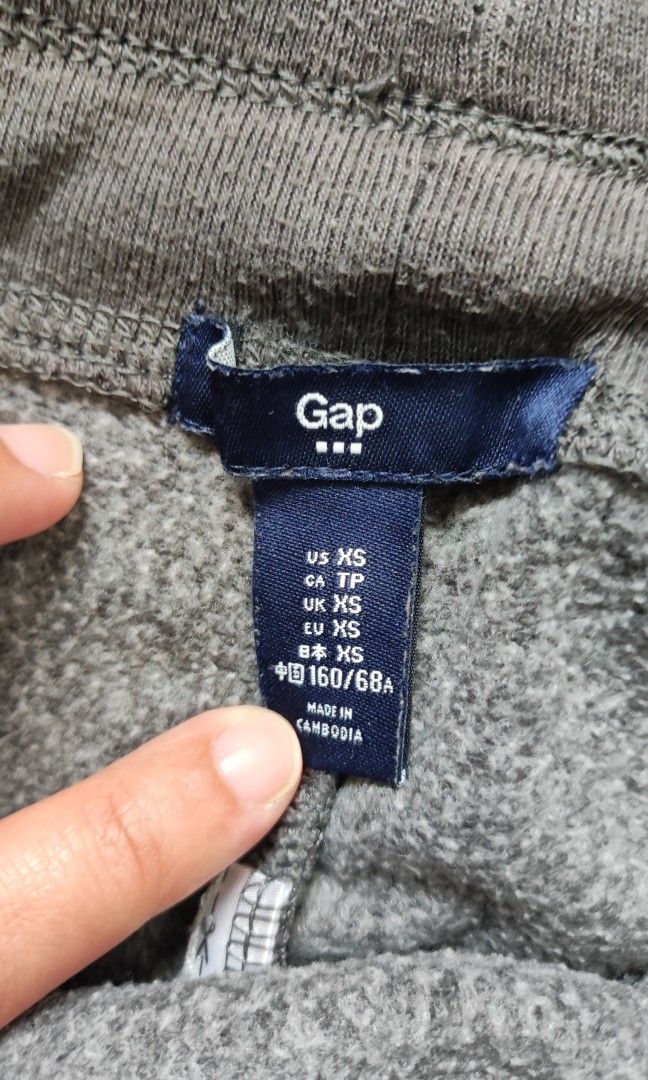 Gap
US XS
CA TP
UK XS
EU XS
日本 XS
中国 160/68A
MADE IN
CAMBODIA